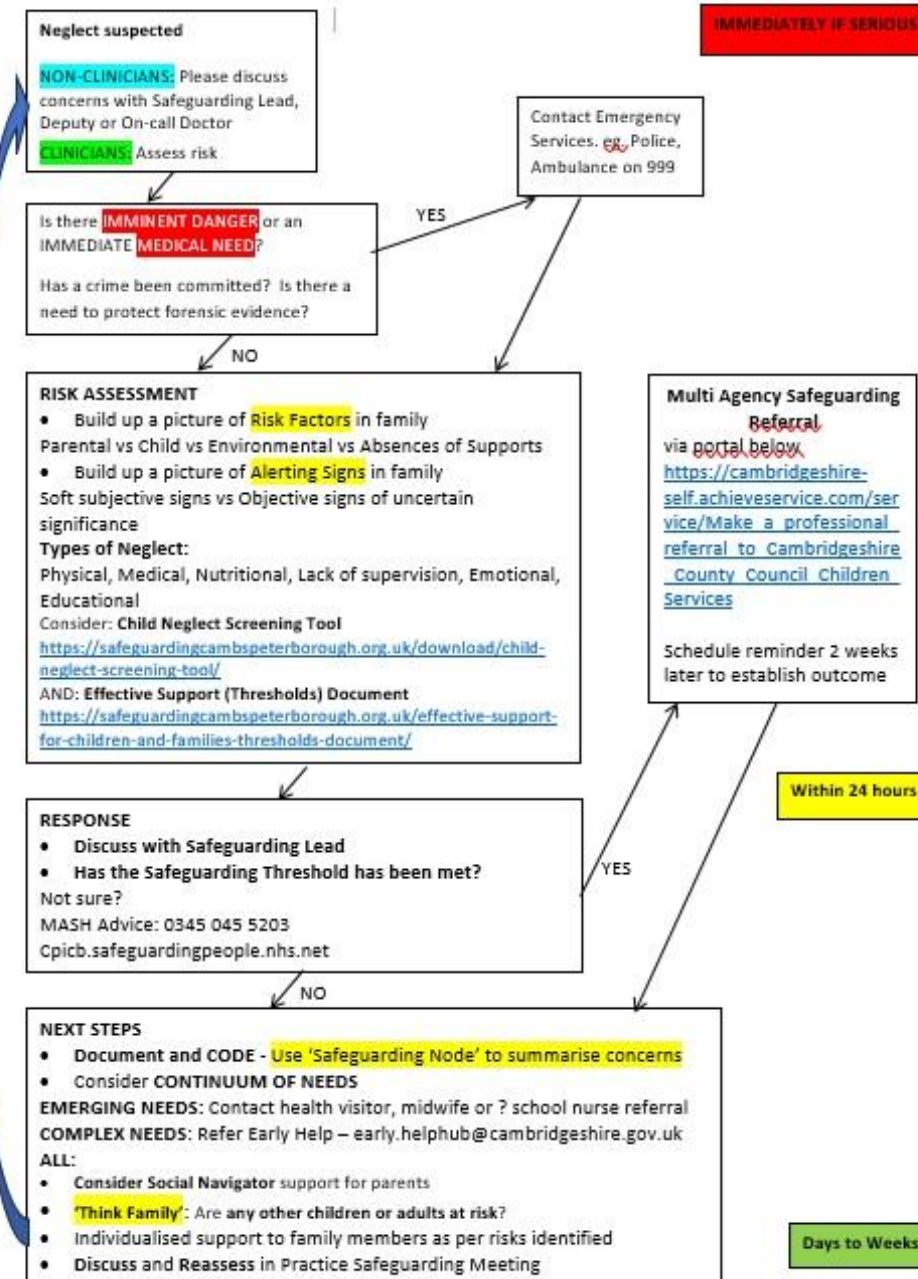 Neglect suspected
NON-CLINICIANS: Please discuss
concerns with Safeguarding Lead,
Deputy or On-call Doctor
CLINICIANS: Assess risk
IMMEDIATELY IF SERIOUS
Contact Emergency
Services. eg, Police,
Ambulance on 999
Is there IMMINENT DANGER or an
IMMEDIATE MEDICAL NEED?
Has a crime been committed? Is there a
need to protect forensic evidence?
YES
NO
RISK ASSESSMENT
• Build up a picture of Risk Factors in family
Parental vs Child vs Environmental vs Absences of Supports
• Build up a picture of Alerting Signs in family
Soft subjective signs vs Objective signs of uncertain
significance
Types of Neglect:
Physical, Medical, Nutritional, Lack of supervision, Emotional,
Educational
Consider: Child Neglect Screening Tool
https://safeguardingcambspeterborough.org.uk/download/child-
neglect-screening-tool/
AND: Effective Support (Thresholds) Document
https://safeguardingcambspeterborough.org.uk/effective-support-
for-children-and-families-thresholds-document/
Multi Agency Safeguarding
Referral
via portal below
https://cambridgeshire-
self.achieveservice.com/ser
vice/Make_a_professional_
referral_to_Cambridgeshire
_County_Council_Children_
Services
Schedule reminder 2 weeks
later to establish outcome
Within 24 hours
RESPONSE
• Discuss with Safeguarding Lead
• Has the Safeguarding Threshold has been met?
Not sure?
MASH Advice: 0345 045 5203
Cpicb.safeguardingpeople.nhs.net
YES
NO
NEXT STEPS
• Document and CODE - Use 'Safeguarding Node' to summarise concerns
• Consider CONTINUUM OF NEEDS
EMERGING NEEDS: Contact health visitor, midwife or ? school nurse referral
COMPLEX NEEDS: Refer Early Help – early.helphub@cambridgeshire.gov.uk
ALL:
• Consider Social Navigator support for parents
• 'Think Family': Are any other children or adults at risk?
• Individualised support to family members as per risks identified
• Discuss and Reassess in Practice Safeguarding Meeting
Days to Weeks